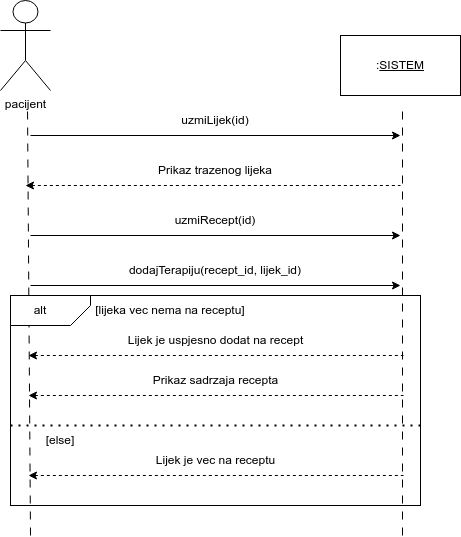 :SISTEM
pacijent
uzmiLijek(id)
Prikaz trazenog lijeka
uzmiRecept(id)
dodajTerapiju(recept_id, lijek_id)
alt
[lijeka vec nema na receptu]
Lijek je uspjesno dodat na recept
Prikaz sadrzaja recepta
[else]
Lijek je vec na receptu